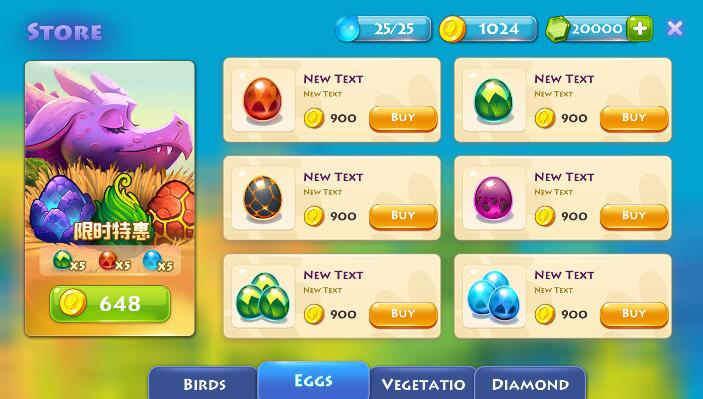 STORE
25/25
1024
20000
限时特惠
X5 X5 X5
648
NEW TEXT
NEW TEXT
900
BUY
NEW TEXT
NEW TEXT
900
BUY
NEW TEXT
NEW TEXT
900
BUY
NEW TEXT
NEW TEXT
900
BUY
NEW TEXT
NEW TEXT
900
BUY
NEW TEXT
NEW TEXT
900
BUY
BIRDS
EGGS
VEGETATIO
DIAMOND